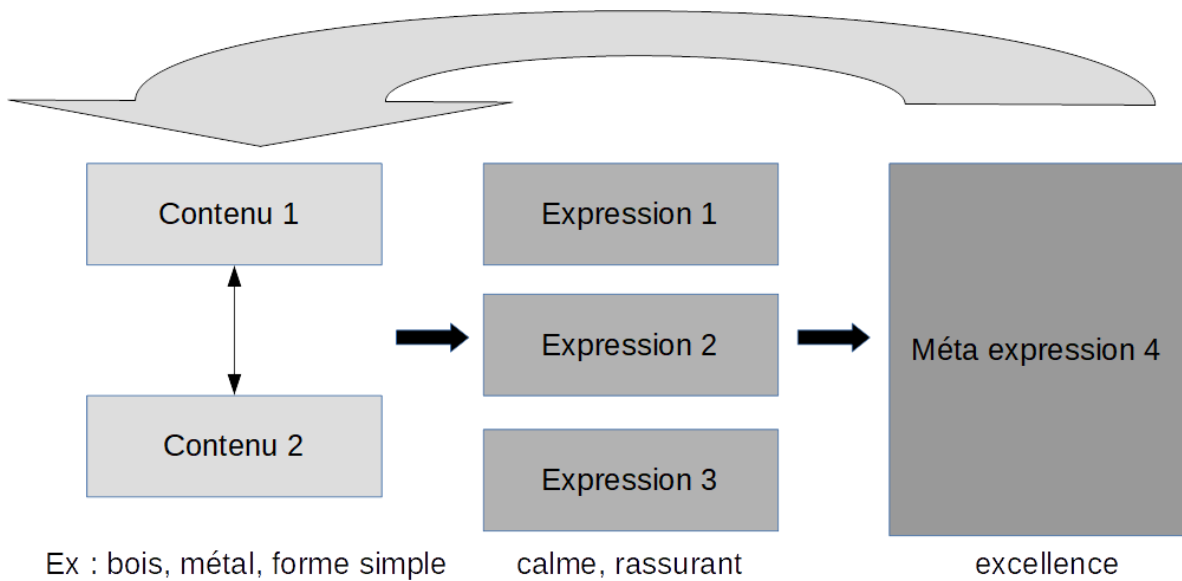 Contenu 1
Contenu 2
Expression 1
Expression 2
Expression 3
Méta expression 4
Ex : bois, métal, forme simple
calme, rassurant
excellence